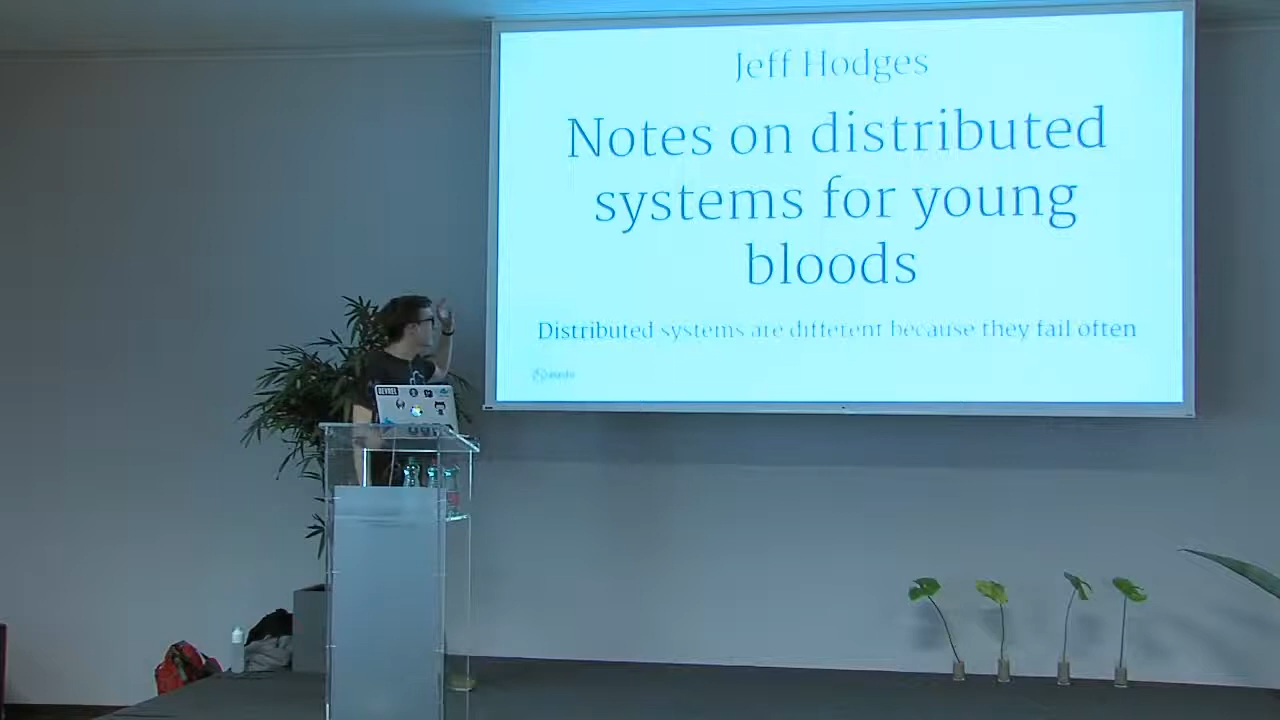 Jeff Hodges
Notes on distributed
systems for young
bloods
Distributed systems are different because they fail often